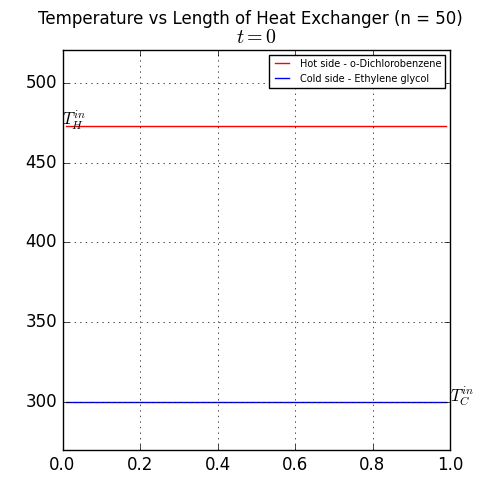 Temperature vs Length of Heat Exchanger (n = 50)
t = 0
Hot side - o-Dichlorobenzene
Cold side - Ethylene glycol
500
T_H^{in}
450
400
350
300
T_C^{in}
0.0 0.2 0.4 0.6 0.8 1.0